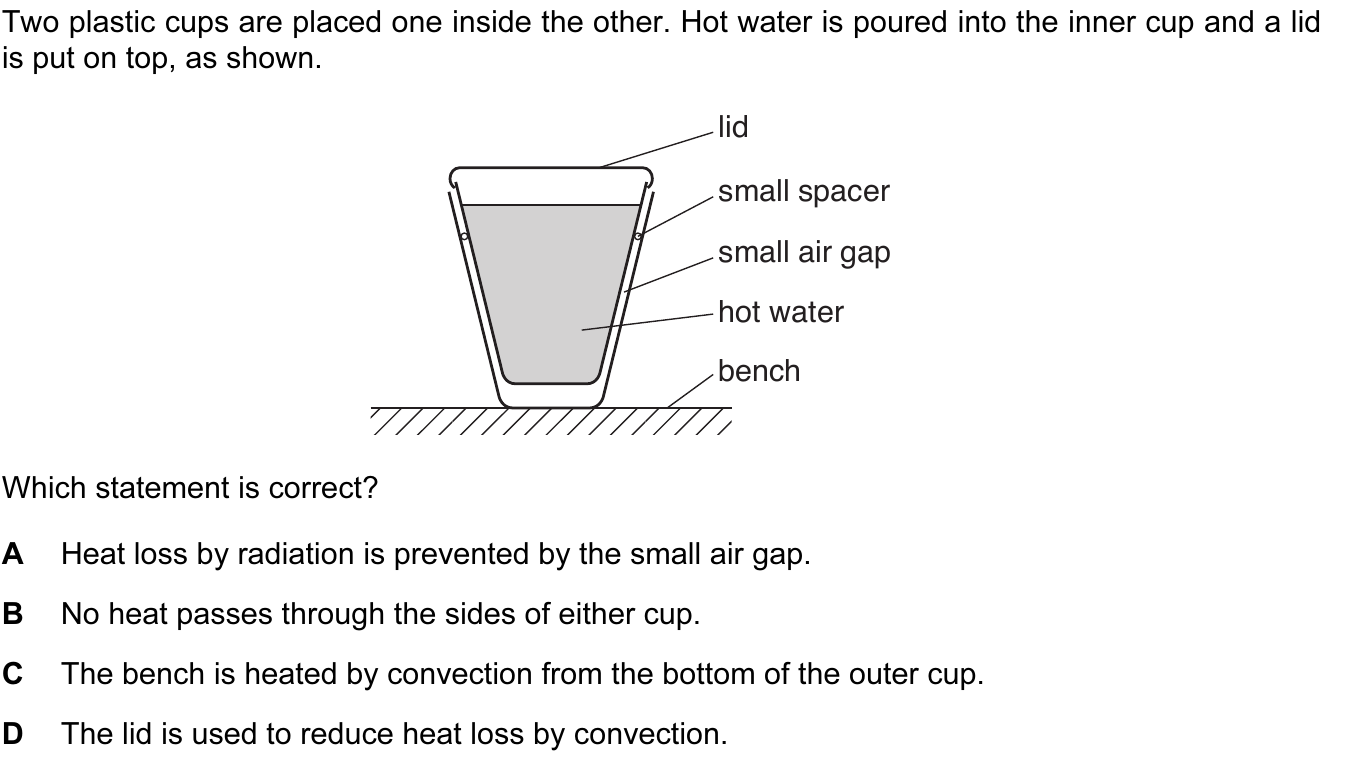 Two plastic cups are placed one inside the other. Hot water is poured into the inner cup and a lid
is put on top, as shown.
lid
small spacer
small air gap
hot water
bench
Which statement is correct?
A Heat loss by radiation is prevented by the small air gap.
B No heat passes through the sides of either cup.
C The bench is heated by convection from the bottom of the outer cup.
D The lid is used to reduce heat loss by convection.